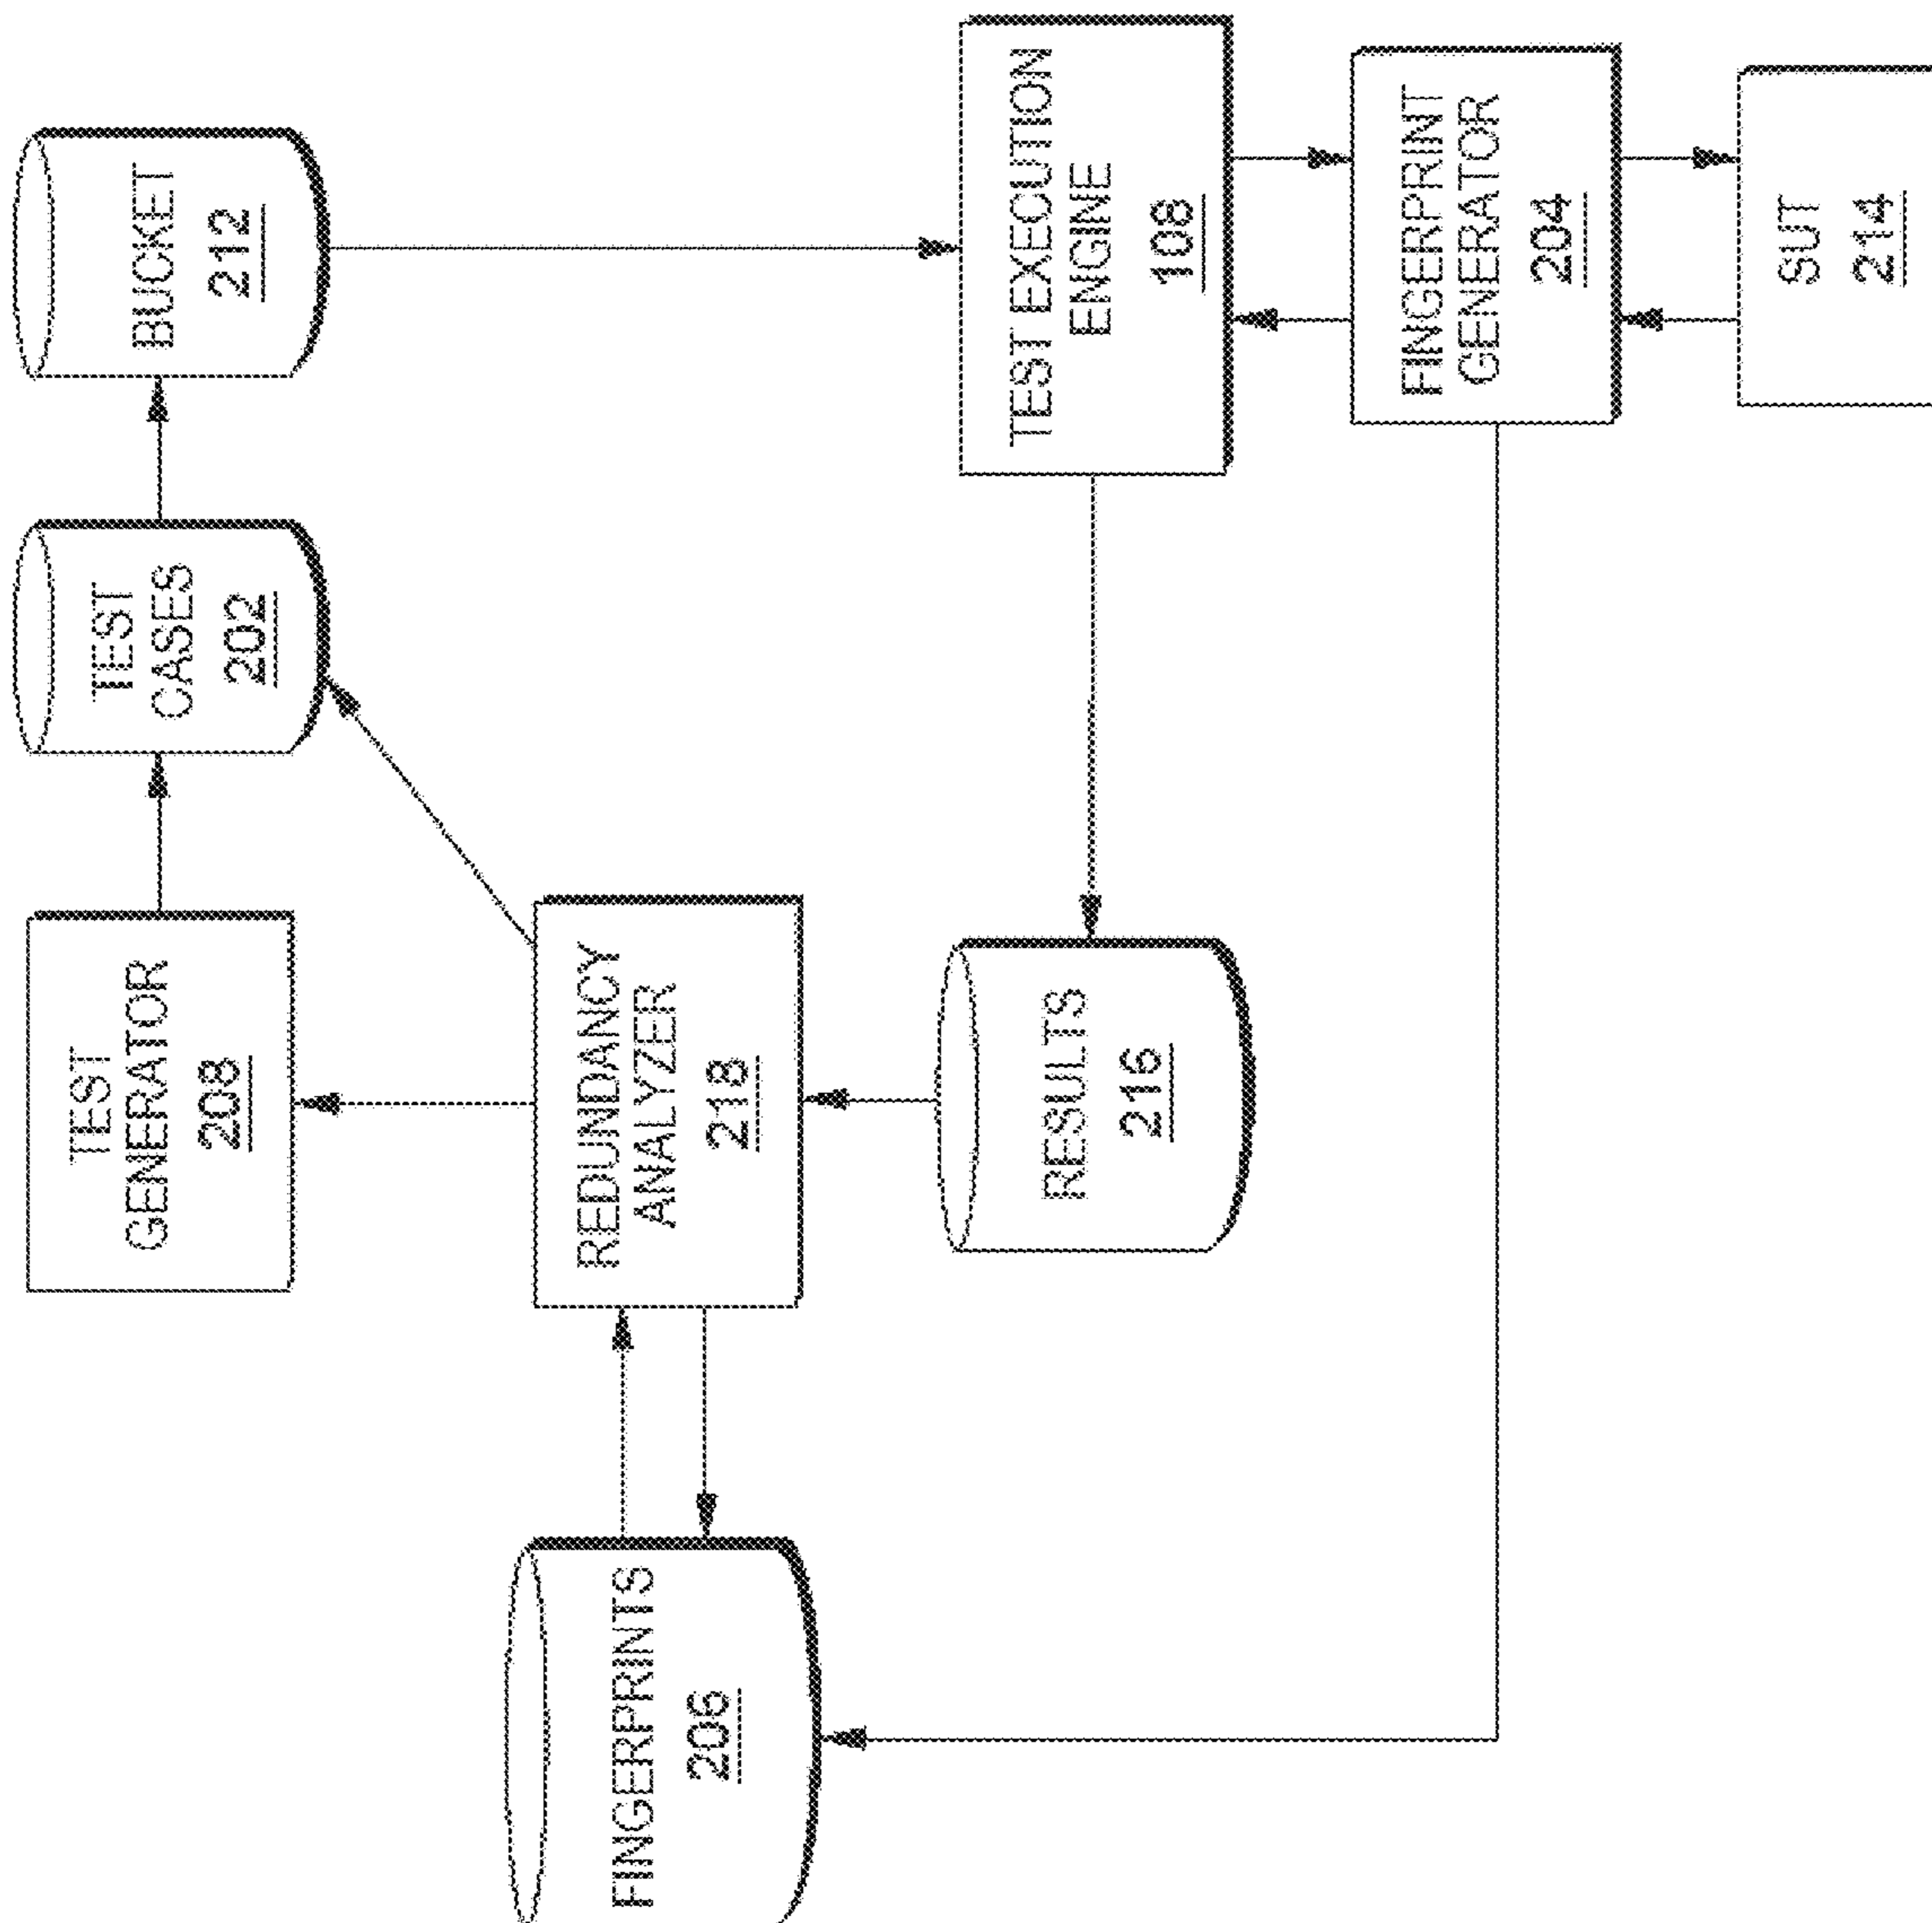 TEST
GENERATOR
208
TEST
CASES
202
BUCKET
212
FINGERPRINTS
206
REDUNDANCY
ANALYZER
218
RESULTS
216
TEST EXECUTION
ENGINE
108
FINGERPRINT
GENERATOR
204
SUT
214